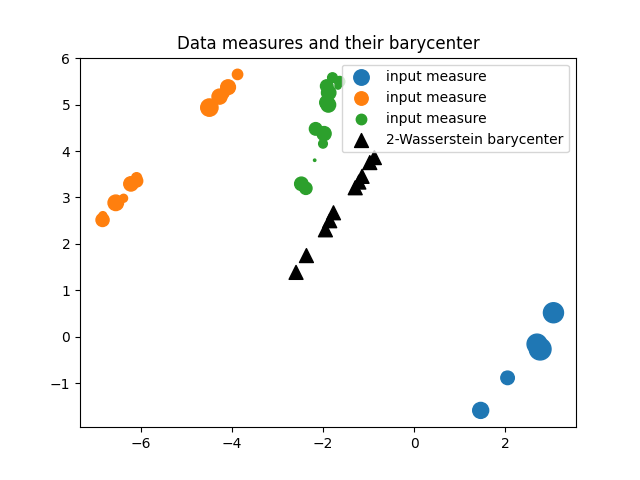 Data measures and their barycenter
input measure
input measure
input measure
2-Wasserstein barycenter
6
5
4
3
2
1
0
−1
−6
−4
−2
0
2